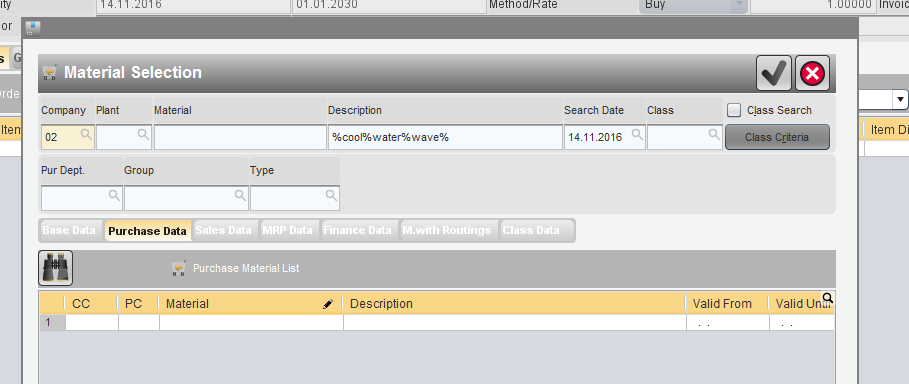 ity 14.11.2016 01.01.2030 Method/Rate Buy 1.00000 Invoic
or
s G
Material Selection
Orde
Company Plant Material Description Search Date Class Class Search
Item 02 %cool%water%wave% 14.11.2016 Class Criteria Item Di
Pur Dept. Group Type
Base Data Purchase Data Sales Data MRP Data Finance Data M.with Routings Class Data
Purchase Material List
CC PC Material Description Valid From Valid Until
1 . . . .